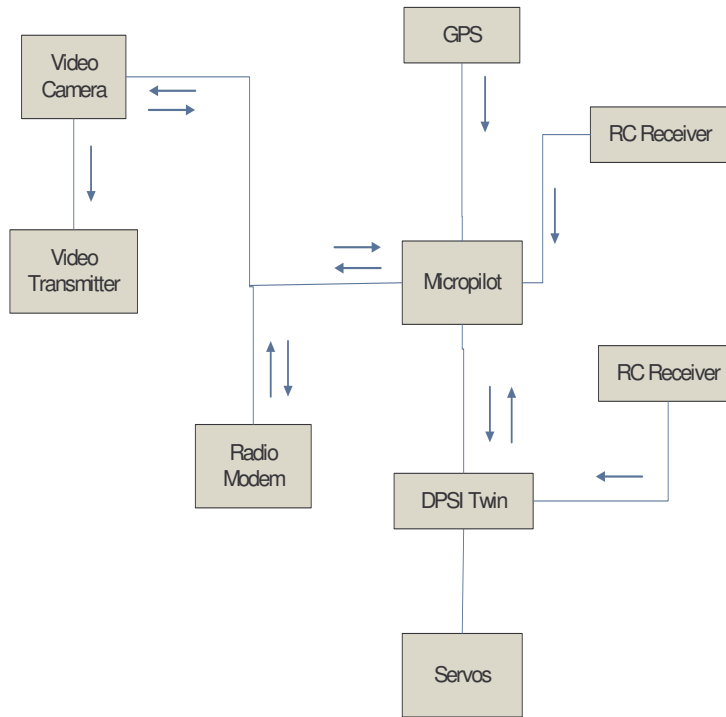 GPS
Video
Camera
RC Receiver
Video
Transmitter
Micropilot
RC Receiver
Radio
Modem
DPSI Twin
Servos